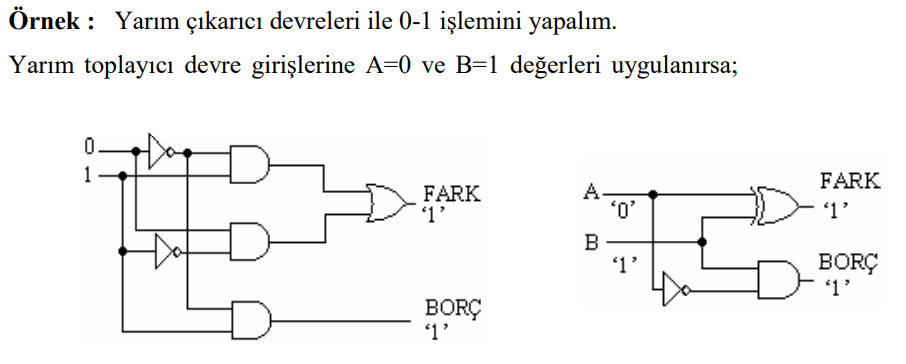 Örnek : Yarım çıkarıcı devreleri ile 0-1 işlemini yapalım.
Yarım toplayıcı devre girişlerine A=0 ve B=1 değerleri uygulanırsa;
0
1
FARK
‘1’
BORÇ
‘1’
A
‘0’
B
‘1’
FARK
‘1’
BORÇ
‘1’